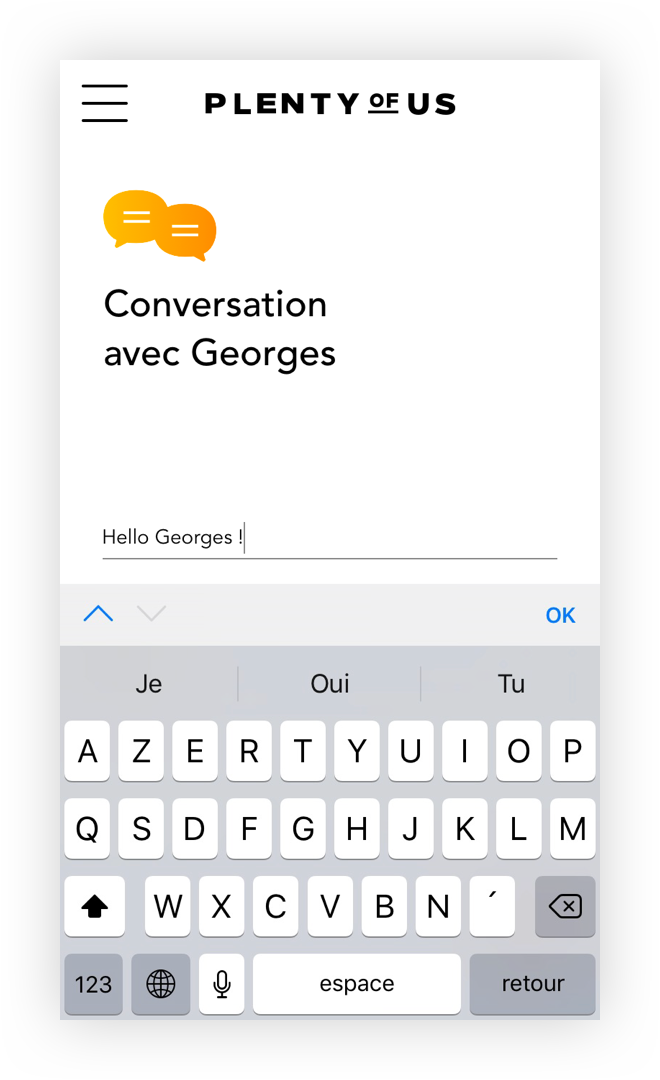 PLENTY OF US
Conversation
avec Georges
Hello Georges !
OK
Je Oui Tu
A Z E R T Y U I O P
Q S D F G H J K L M
W X C V B N ´
123 espace retour